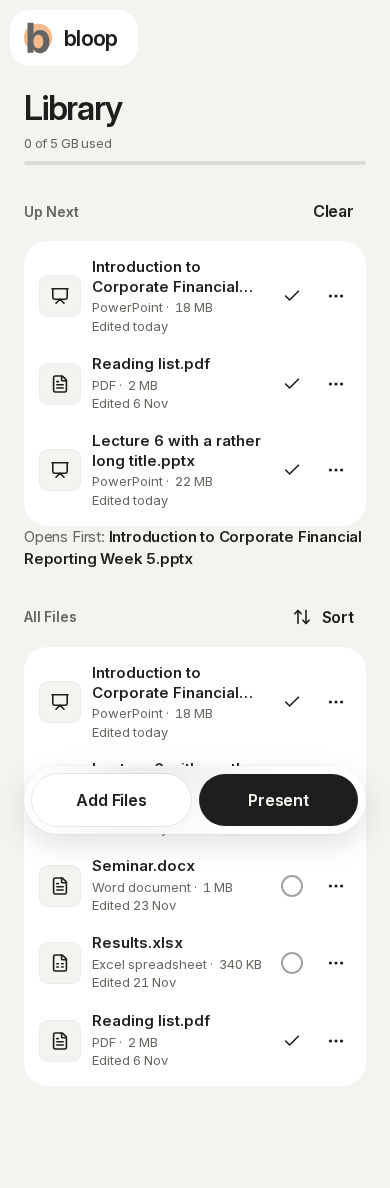 bloop
Library
0 of 5 GB used
Up Next
Clear
Introduction to
Corporate Financial…
PowerPoint · 18 MB
Edited today
Reading list.pdf
PDF · 2 MB
Edited 6 Nov
Lecture 6 with a rather
long title.pptx
PowerPoint · 22 MB
Edited today
Opens First: Introduction to Corporate Financial
Reporting Week 5.pptx
All Files
Sort
Introduction to
Corporate Financial…
PowerPoint · 18 MB
Edited today
Add Files
Present
Seminar.docx
Word document · 1 MB
Edited 23 Nov
Results.xlsx
Excel spreadsheet · 340 KB
Edited 21 Nov
Reading list.pdf
PDF · 2 MB
Edited 6 Nov